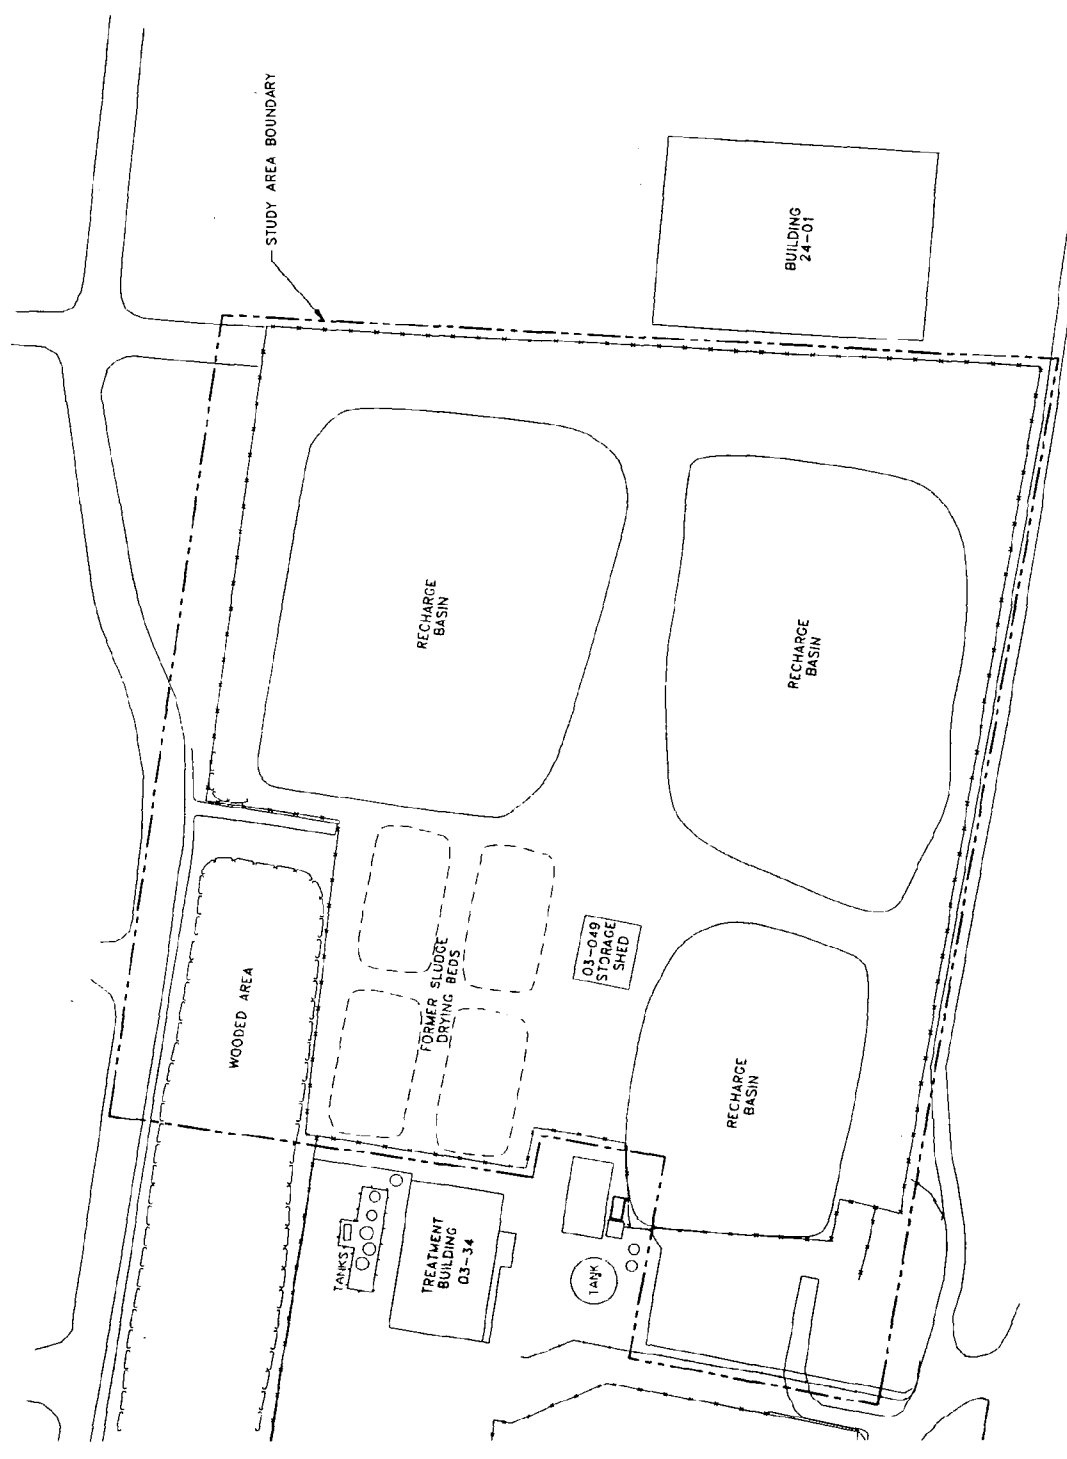 STUDY AREA BOUNDARY
BUILDING
24-01
RECHARGE
BASIN
RECHARGE
BASIN
WOODED AREA
FORMER SLUDGE
DRYING BEDS
03-049
STORAGE
SHED
RECHARGE
BASIN
TANKS
TREATMENT
BUILDING
03-34
TANK